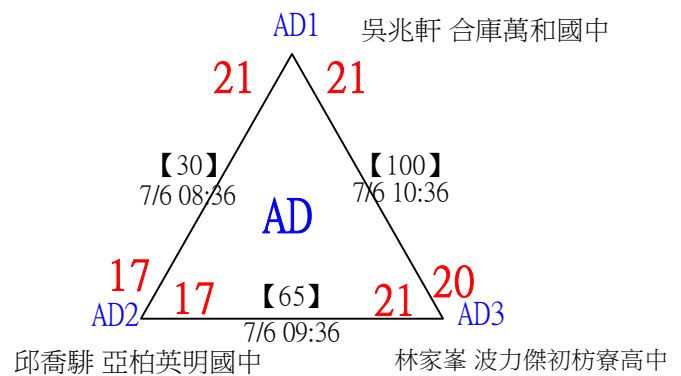 AD1
吳兆軒 合庫萬和國中
21 21
【30】
7/6 08:36
【100】
7/6 10:36
AD
17 20
AD2 17 【65】 21 AD3
7/6 09:36
邱喬騑 亞柏英明國中
林家峯 波力傑初枋寮高中